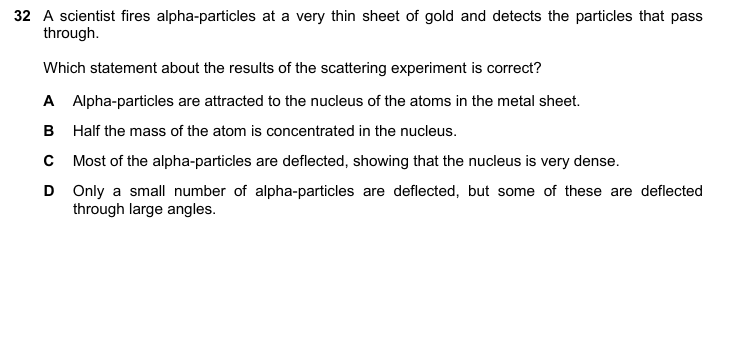 32 A scientist fires alpha-particles at a very thin sheet of gold and detects the particles that pass
through.
Which statement about the results of the scattering experiment is correct?
A Alpha-particles are attracted to the nucleus of the atoms in the metal sheet.
B Half the mass of the atom is concentrated in the nucleus.
C Most of the alpha-particles are deflected, showing that the nucleus is very dense.
D Only a small number of alpha-particles are deflected, but some of these are deflected
through large angles.